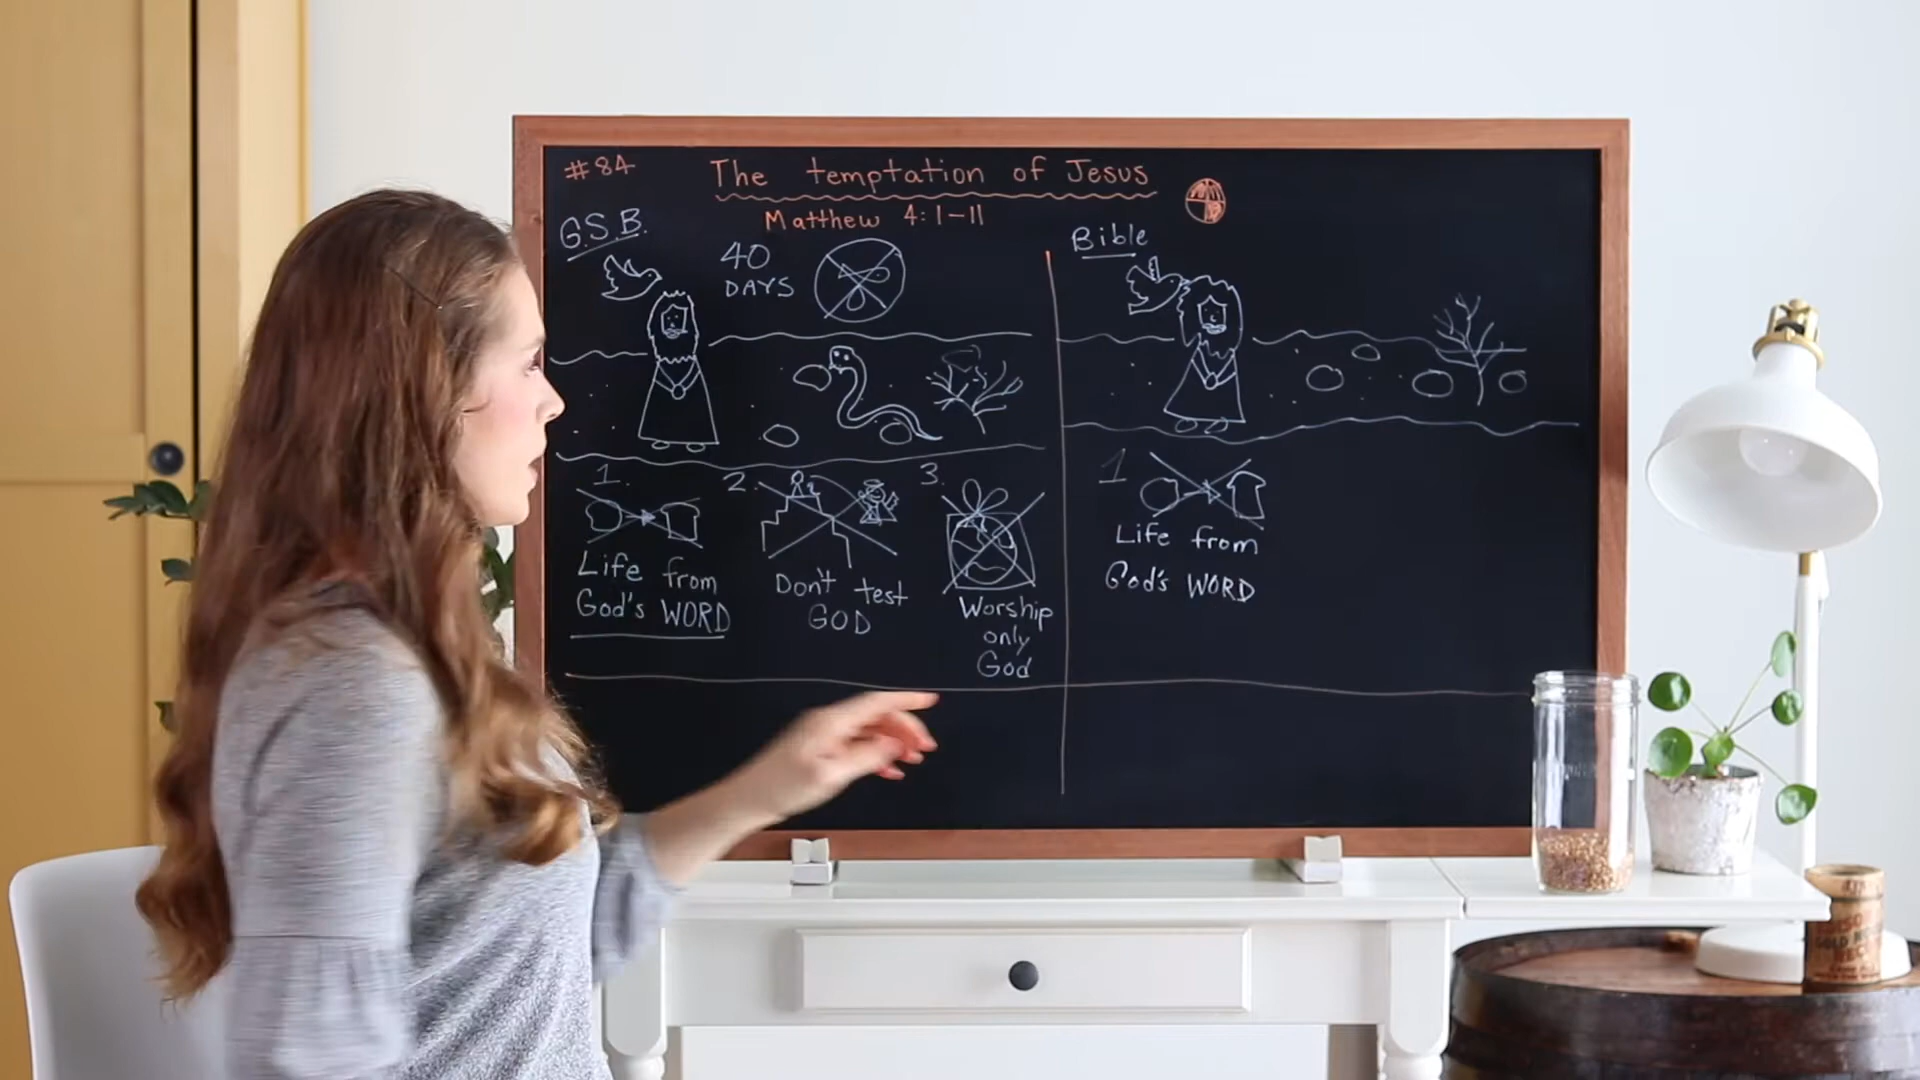 #84
The temptation of Jesus
Matthew 4:1-11
G.S.B.
40
DAYS
1.
Life from
God's WORD
2.
Don't test
GOD
3.
Worship
only
God
Bible
1
Life from
God's WORD